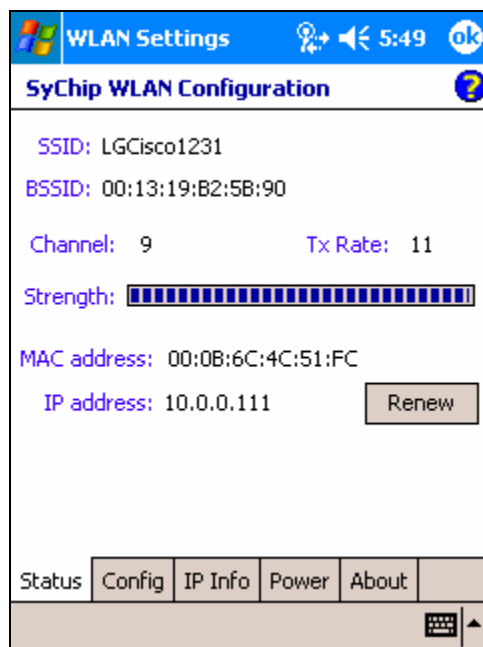 WLAN Settings 5:49 ok
SyChip WLAN Configuration ?
SSID: LGCisco1231
BSSID: 00:13:19:B2:5B:90
Channel: 9 Tx Rate: 11
Strength:
MAC address: 00:0B:6C:4C:51:FC
IP address: 10.0.0.111 Renew
Status Config IP Info Power About